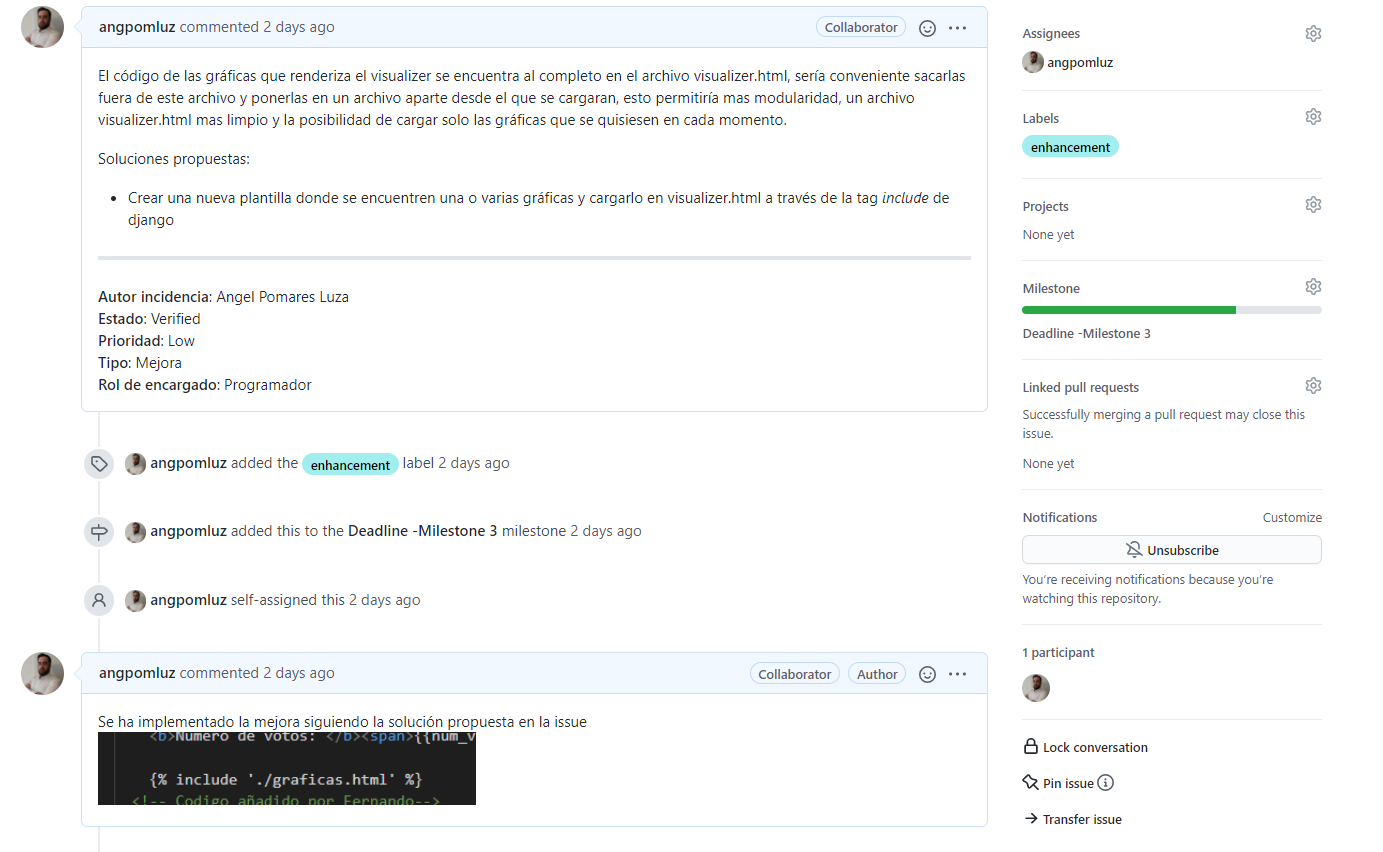 angpomluz commented 2 days ago
Collaborator
El código de las gráficas que renderiza el visualizer se encuentra al completo en el archivo visualizer.html, sería conveniente sacarlas
fuera de este archivo y ponerlas en un archivo aparte desde el que se cargaran, esto permitiría mas modularidad, un archivo
visualizer.html mas limpio y la posibilidad de cargar solo las gráficas que se quisiesen en cada momento.
Soluciones propuestas:
Crear una nueva plantilla donde se encuentren una o varias gráficas y cargarlo en visualizer.html a través de la tag include de
django
Autor incidencia: Angel Pomares Luza
Estado: Verified
Prioridad: Low
Tipo: Mejora
Rol de encargado: Programador
angpomluz added the enhancement label 2 days ago
angpomluz added this to the Deadline -Milestone 3 milestone 2 days ago
angpomluz self-assigned this 2 days ago
angpomluz commented 2 days ago
Collaborator
Author
Se ha implementado la mejora siguiendo la solución propuesta en la issue
<b>Numero de votos: </b><span>{{num_v
{% include './graficas.html' %}
<!-- Codigo añadido por Fernando-->
Assignees
angpomluz
Labels
enhancement
Projects
None yet
Milestone
Deadline -Milestone 3
Linked pull requests
Successfully merging a pull request may close this
issue.
None yet
Notifications
Customize
Unsubscribe
You're receiving notifications because you're
watching this repository.
1 participant
Lock conversation
Pin issue
Transfer issue